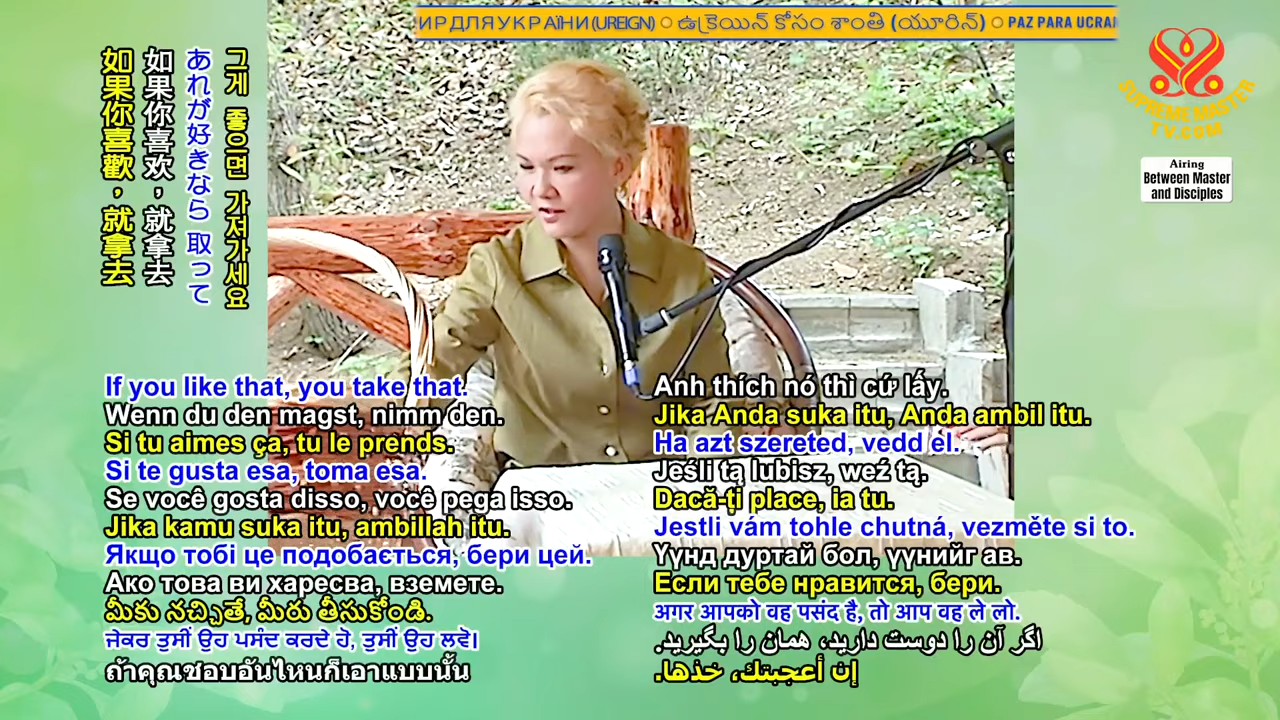 ИР ДЛЯ УКРАЇНИ (UREIGN) ○ ఉక్రెయిన్ కోసం శాంతి (యూరిన్) ○ PAZ PARA UCRA
SUPREME MASTER
TV.COM
Airing
Between Master
and Disciples
그게 좋으면 가져가세요
あれが好きなら 取って
如果你喜欢，就拿去
如果你喜歡，就拿去
If you like that, you take that.
Wenn du den magst, nimm den.
Si tu aimes ça, tu le prends.
Si te gusta esa, toma esa.
Se você gosta disso, você pega isso.
Jika kamu suka itu, ambillah itu.
Якщо тобі це подобається, бери цей.
Ако това ви харесва, вземете.
మీకు నచ్చితే, మీరు తీసుకోండి.
ਜੇਕਰ ਤੁਸੀਂ ਉਹ ਪਸੰਦ ਕਰਦੇ ਹੋ, ਤੁਸੀਂ ਉਹ ਲਵੋ।
ถ้าคุณชอบอันไหนก็เอาแบบนั้น
Anh thích nó thì cứ lấy.
Jika Anda suka itu, Anda ambil itu.
Ha azt szereted, vedd el.
Jeśli tą lubisz, weź tą.
Dacă-ți place, ia tu.
Jestli vám tohle chutná, vezměte si to.
Үүнд дуртай бол, үүнийг ав.
Если тебе нравится, бери.
अगर आपको वह पसंद है, तो आप वह ले लो.
اگر آن را دوست دارید، همان را بگیرید.
إن أعجبتك، خذها.